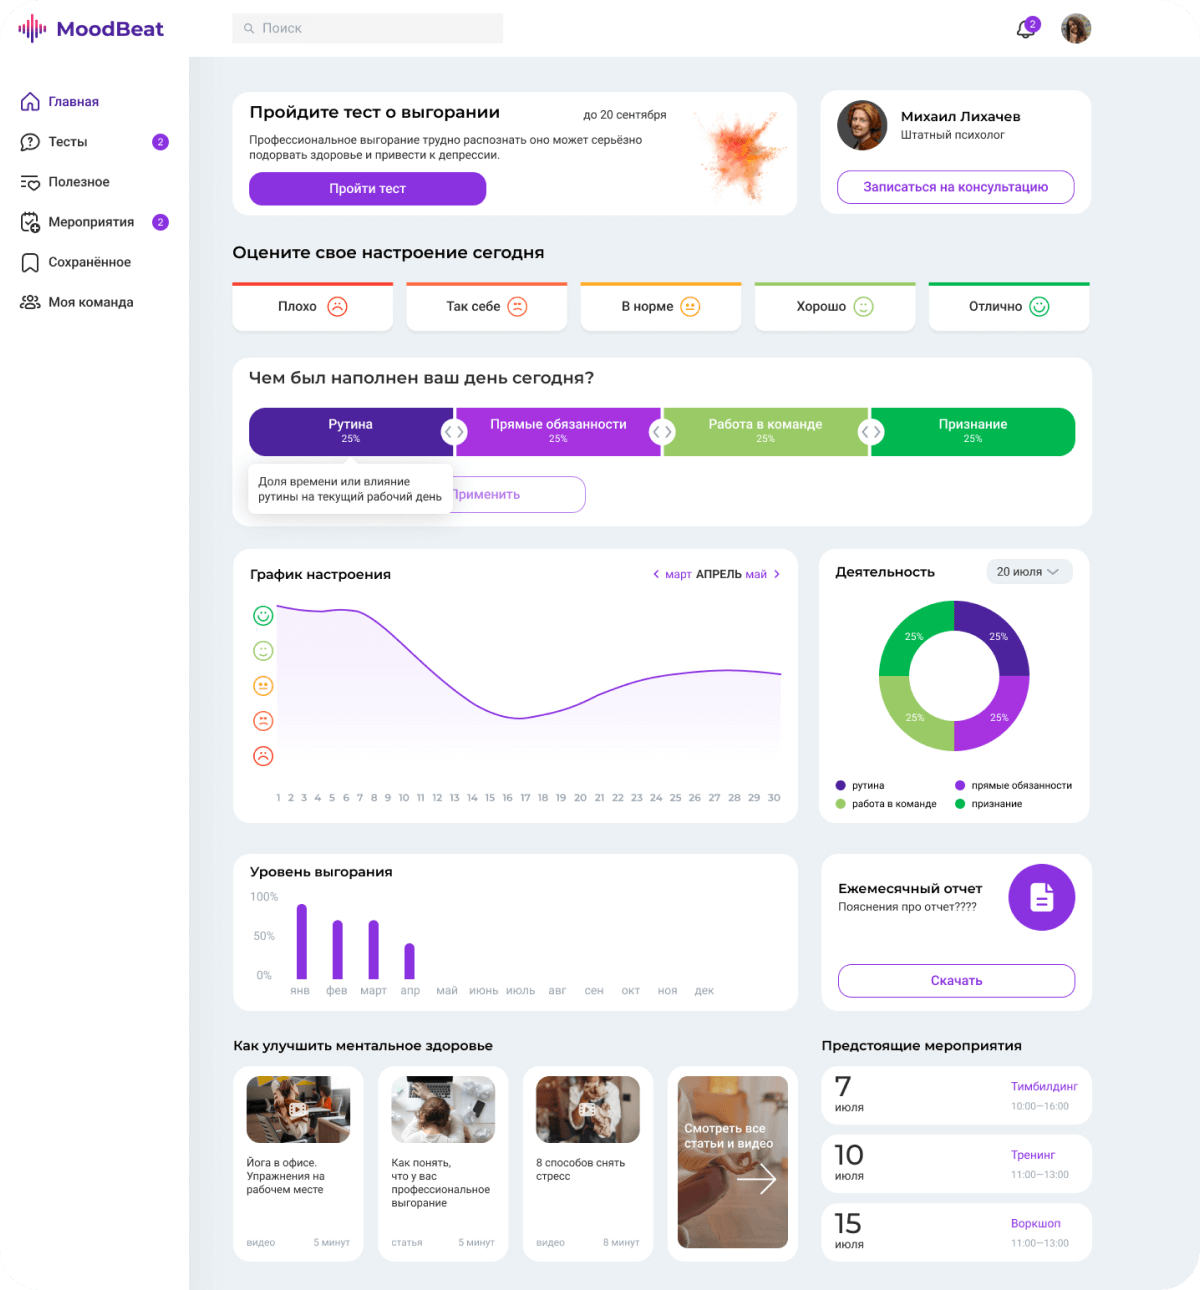 MoodBeat
Поиск
2
Главная
Тесты
2
Полезное
Мероприятия
2
Сохранённое
Моя команда
Пройдите тест о выгорании
до 20 сентября
Профессиональное выгорание трудно распознать оно может серьёзно
подорвать здоровье и привести к депрессии.
Пройти тест
Михаил Лихачев
Штатный психолог
Записаться на консультацию
Оцените свое настроение сегодня
Плохо
Так себе
В норме
Хорошо
Отлично
Чем был наполнен ваш день сегодня?
Рутина
25%
Прямые обязанности
25%
Работа в команде
25%
Признание
25%
Доля времени или влияние
рутины на текущий рабочий день
Применить
График настроения
март АПРЕЛЬ май
1 2 3 4 5 6 7 8 9 10 11 12 13 14 15 16 17 18 19 20 21 22 23 24 25 26 27 28 29 30
Деятельность
20 июля
25%
25%
25%
25%
рутина
прямые обязанности
работа в команде
признание
Уровень выгорания
100%
50%
0%
янв фев март апр май июнь июль авг сен окт ноя дек
Ежемесячный отчет
Пояснения про отчет????
Скачать
Как улучшить ментальное здоровье
Йога в офисе.
Упражнения на
рабочем месте
видео 5 минут
Как понять,
что у вас
профессиональное
выгорание
статья 5 минут
8 способов снять
стресс
видео 8 минут
Смотреть все
статьи и видео
Предстоящие мероприятия
7
июля
Тимбилдинг
10:00—16:00
10
июля
Тренинг
11:00—13:00
15
июля
Воркшоп
11:00—13:00